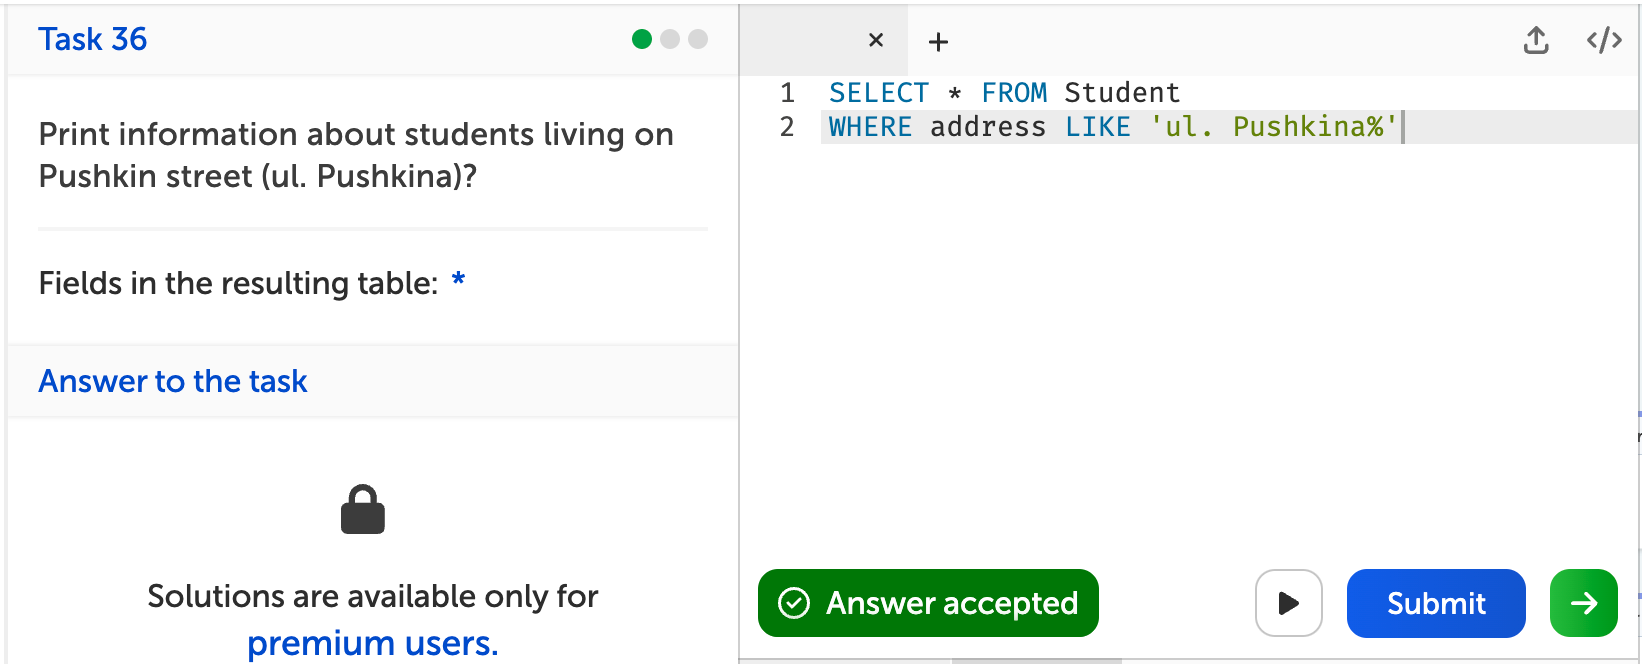 Task 36
Print information about students living on
Pushkin street (ul. Pushkina)?
Fields in the resulting table: *
Answer to the task
Solutions are available only for
premium users.
× +
</>
1 SELECT * FROM Student
2 WHERE address LIKE 'ul. Pushkina%'
Answer accepted
Submit